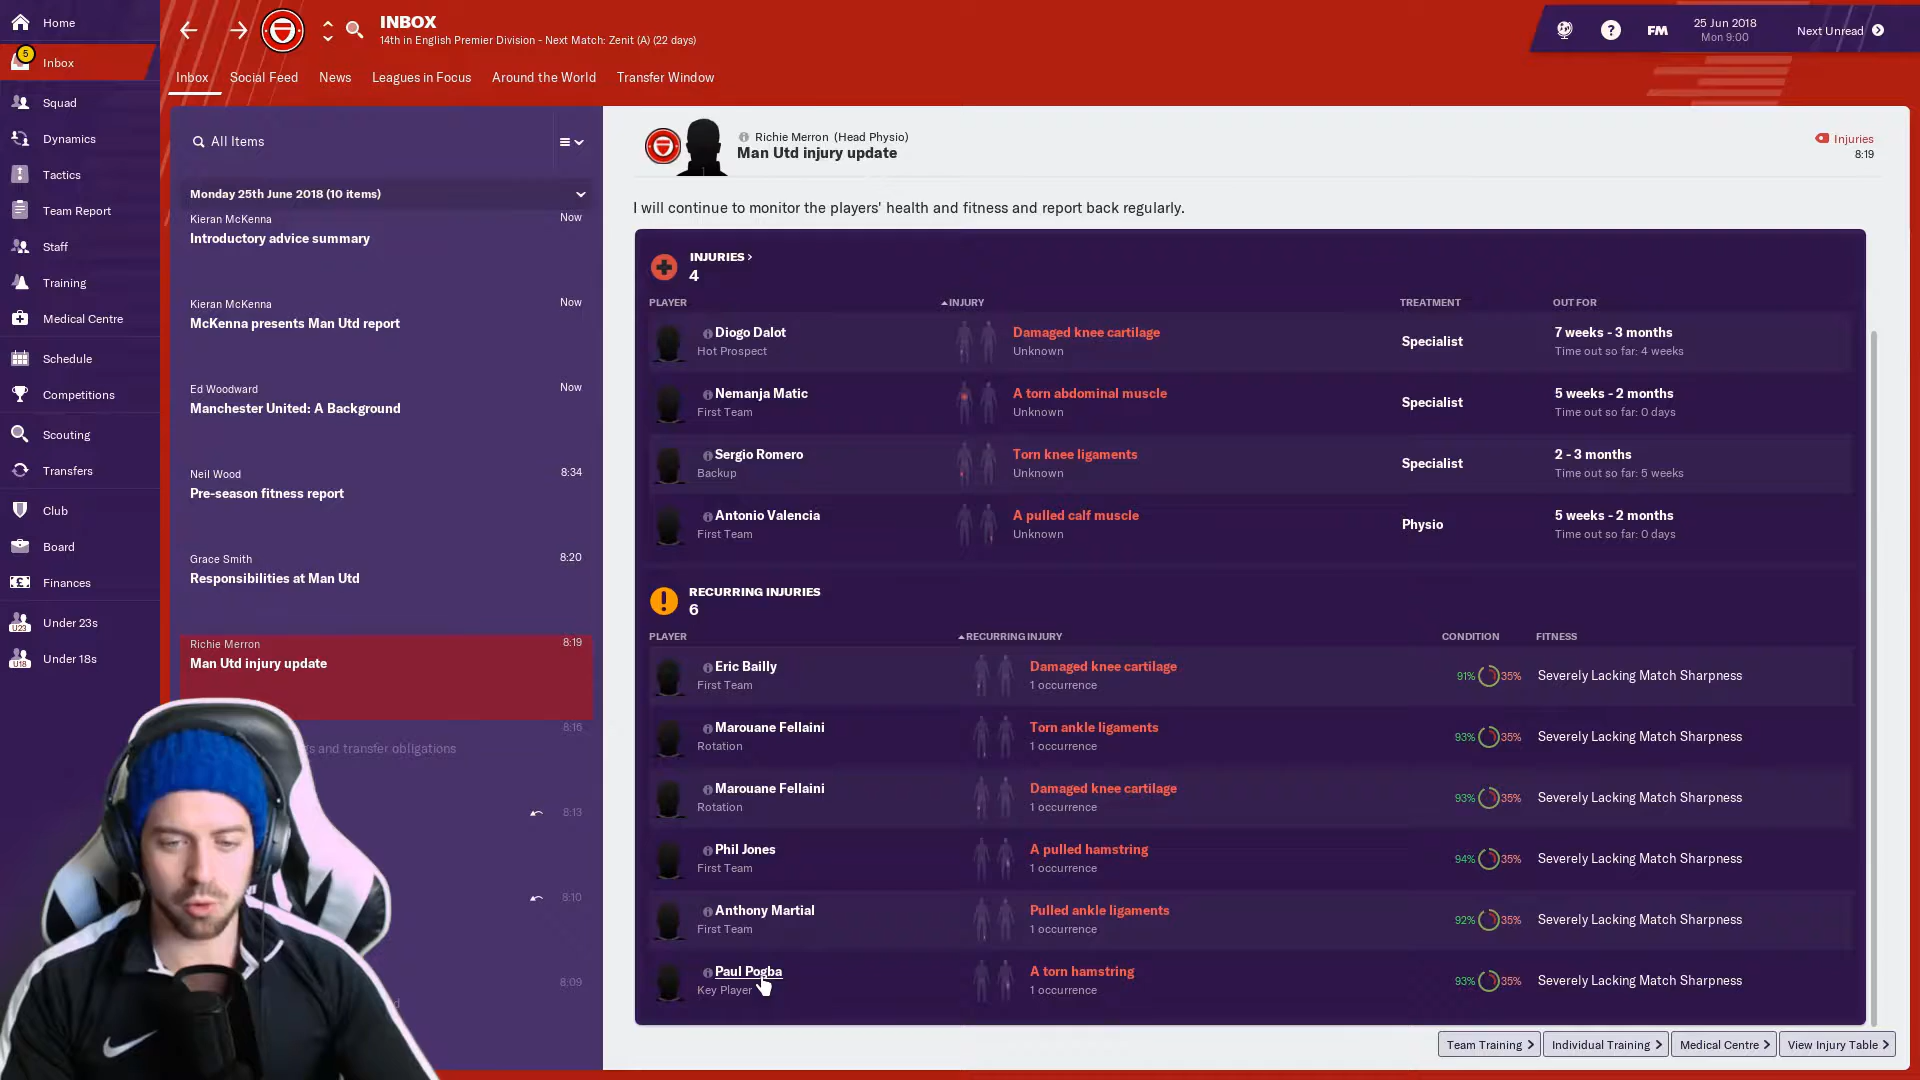 Home
5
Inbox
Squad
Dynamics
Tactics
Team Report
Staff
Training
Medical Centre
Schedule
Competitions
Scouting
Transfers
Club
Board
Finances
U23
Under 23s
U18
Under 18s
INBOX
14th in English Premier Division - Next Match: Zenit (A) (22 days)
?
FM
25 Jun 2018
Mon 9:00
Next Unread
Inbox
Social Feed
News
Leagues in Focus
Around the World
Transfer Window
All Items
Monday 25th June 2018 (10 items)
Kieran McKenna
Now
Introductory advice summary
Kieran McKenna
Now
McKenna presents Man Utd report
Ed Woodward
Now
Manchester United: A Background
Neil Wood
8:34
Pre-season fitness report
Grace Smith
8:20
Responsibilities at Man Utd
Richie Merron
8:19
Man Utd injury update
8:16
and transfer obligations
8:13
8:10
8:09
Richie Merron (Head Physio)
Man Utd injury update
Injuries
8:19
I will continue to monitor the players' health and fitness and report back regularly.
INJURIES >
4
PLAYER INJURY TREATMENT OUT FOR
Diogo Dalot Damaged knee cartilage Specialist 7 weeks - 3 months
Hot Prospect Unknown Time out so far: 4 weeks
Nemanja Matic A torn abdominal muscle Specialist 5 weeks - 2 months
First Team Unknown Time out so far: 0 days
Sergio Romero Torn knee ligaments Specialist 2 - 3 months
Backup Unknown Time out so far: 5 weeks
Antonio Valencia A pulled calf muscle Physio 5 weeks - 2 months
First Team Unknown Time out so far: 0 days
RECURRING INJURIES
6
PLAYER RECURRING INJURY CONDITION FITNESS
Eric Bailly Damaged knee cartilage 91% 35% Severely Lacking Match Sharpness
First Team 1 occurrence
Marouane Fellaini Torn ankle ligaments 93% 35% Severely Lacking Match Sharpness
Rotation 1 occurrence
Marouane Fellaini Damaged knee cartilage 93% 35% Severely Lacking Match Sharpness
Rotation 1 occurrence
Phil Jones A pulled hamstring 94% 35% Severely Lacking Match Sharpness
First Team 1 occurrence
Anthony Martial Pulled ankle ligaments 92% 35% Severely Lacking Match Sharpness
First Team 1 occurrence
Paul Pogba A torn hamstring 93% 35% Severely Lacking Match Sharpness
Key Player 1 occurrence
Team Training >
Individual Training >
Medical Centre >
View Injury Table >